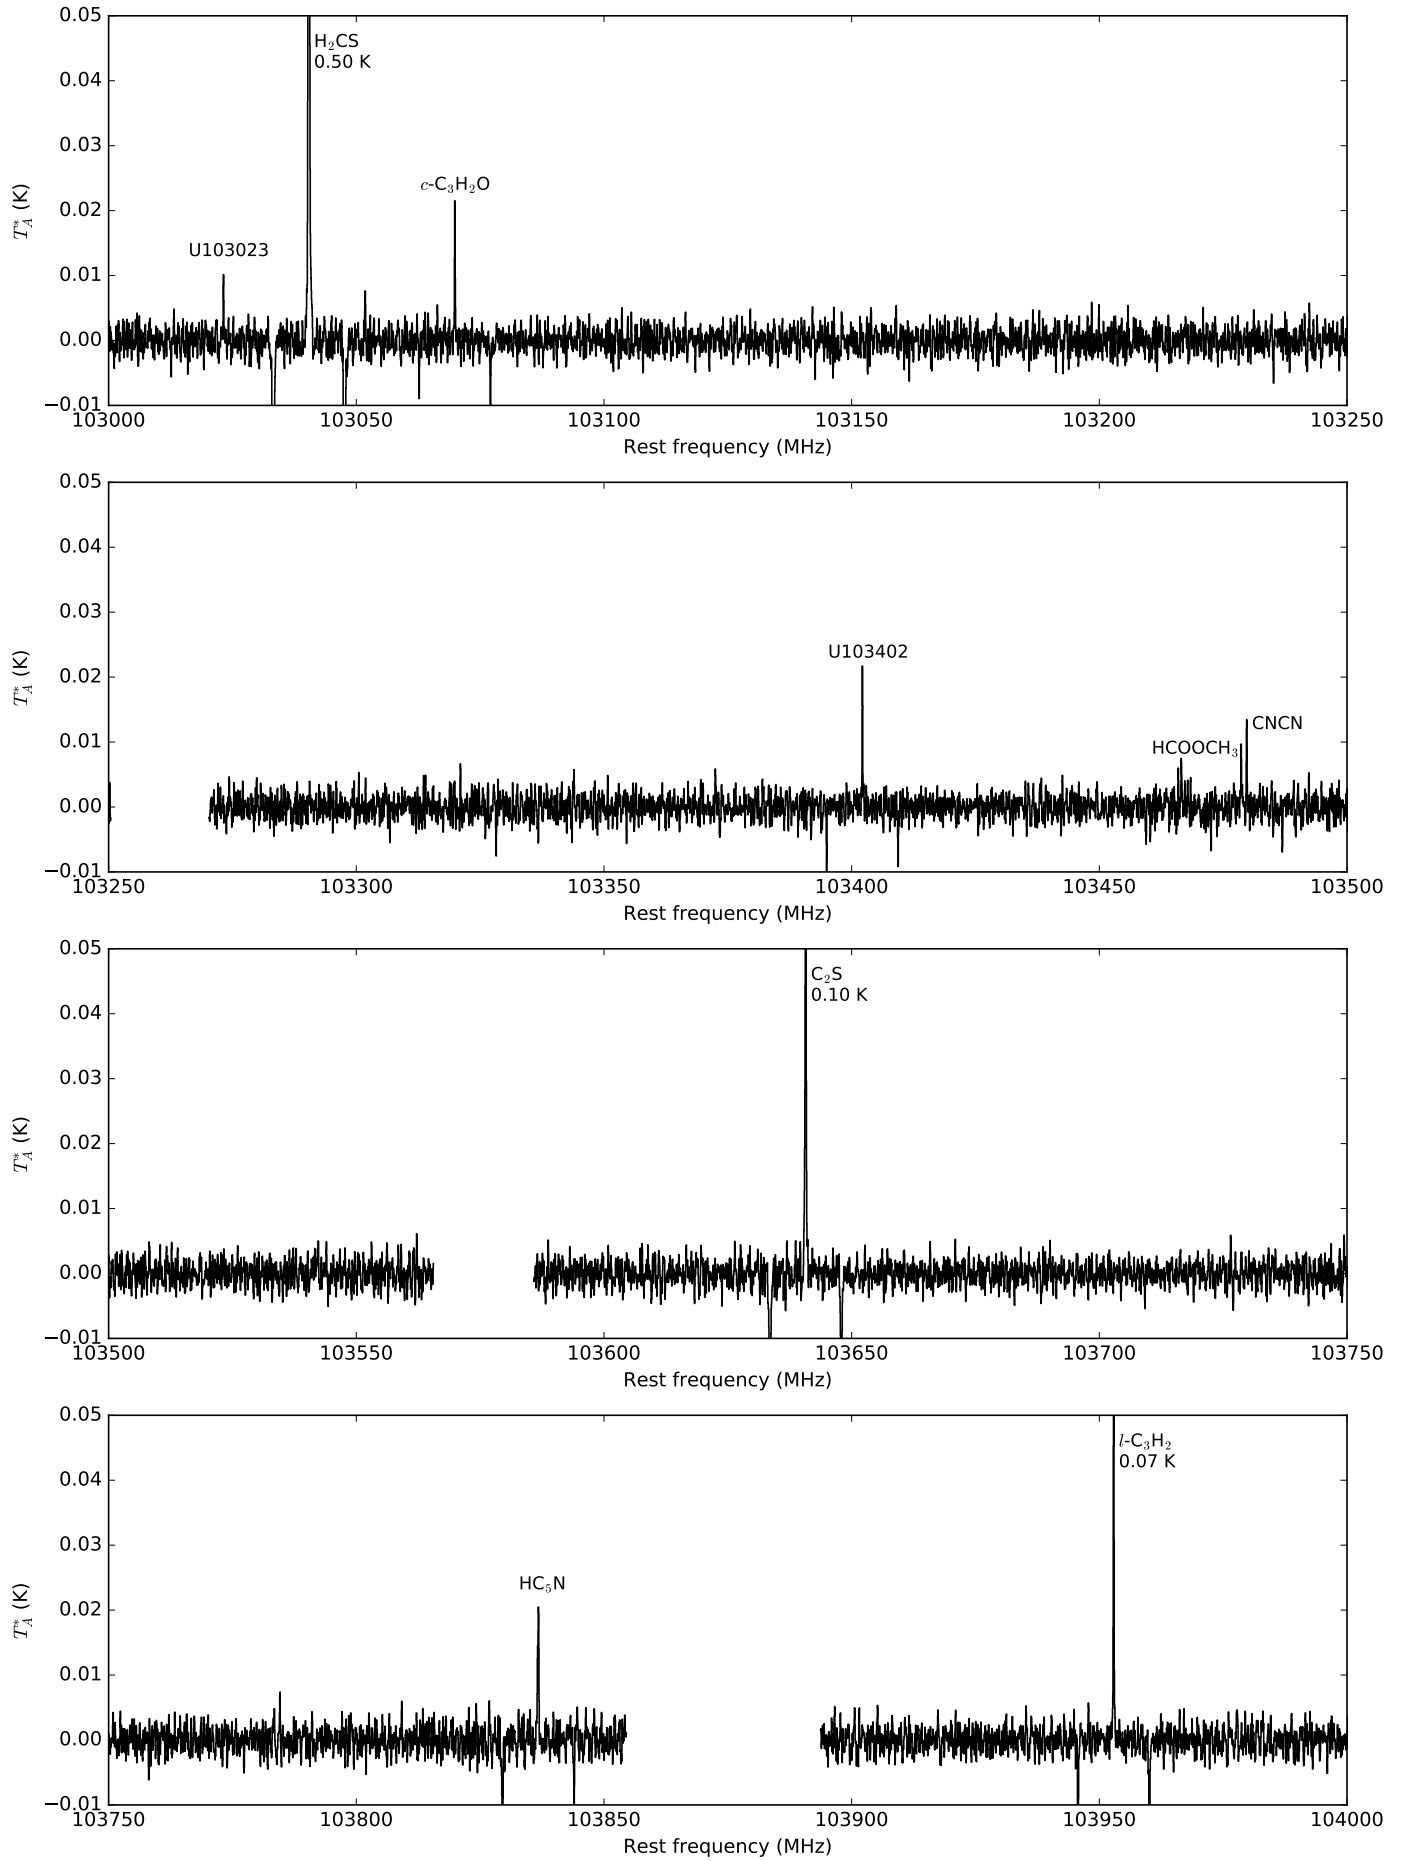 0.05
H₂CS
0.50 K
0.04
0.03
c-C₃H₂O
0.02
U103023
0.01
0.00
−0.01
T*A (K)
103000 103050 103100 103150 103200 103250
Rest frequency (MHz)
0.05
0.04
0.03
U103402
0.02
CNCN
HCOOCH₃
0.01
0.00
−0.01
T*A (K)
103250 103300 103350 103400 103450 103500
Rest frequency (MHz)
0.05
C₂S
0.10 K
0.04
0.03
0.02
0.01
0.00
−0.01
T*A (K)
103500 103550 103600 103650 103700 103750
Rest frequency (MHz)
0.05
l-C₃H₂
0.07 K
0.04
0.03
HC₅N
0.02
0.01
0.00
−0.01
T*A (K)
103750 103800 103850 103900 103950 104000
Rest frequency (MHz)